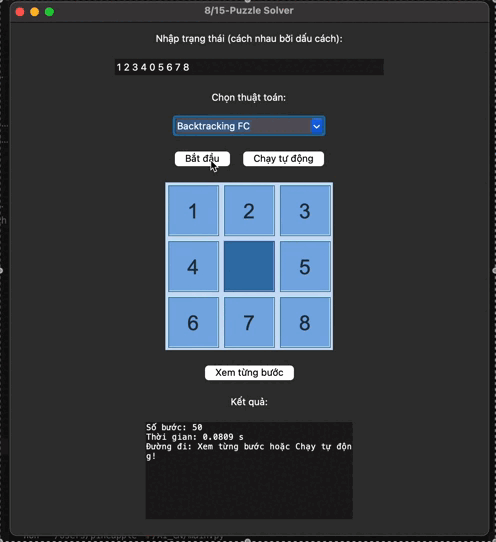 8/15-Puzzle Solver
Nhập trạng thái (cách nhau bởi dấu cách):
1 2 3 4 0 5 6 7 8
Chọn thuật toán:
Backtracking FC
Bắt đầu Chạy tự động
1 2 3
4 5
6 7 8
Xem từng bước
Kết quả:
Số bước: 50
Thời gian: 0.0809 s
Đường đi: Xem từng bước hoặc Chạy tự độn
g!